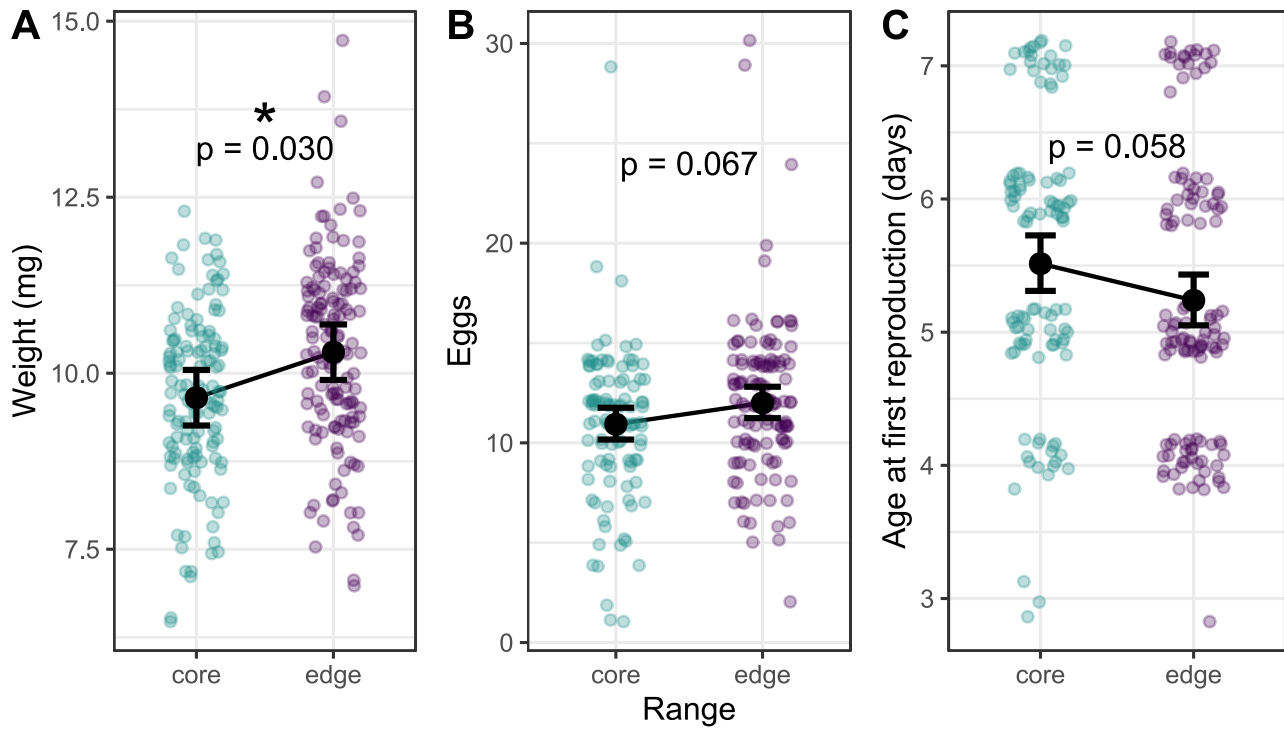 A
Weight (mg)
15.0
12.5
10.0
7.5
*
p = 0.030
core
edge
B
Eggs
30
20
10
0
p = 0.067
core
edge
Range
C
Age at first reproduction (days)
7
6
5
4
3
p = 0.058
core
edge